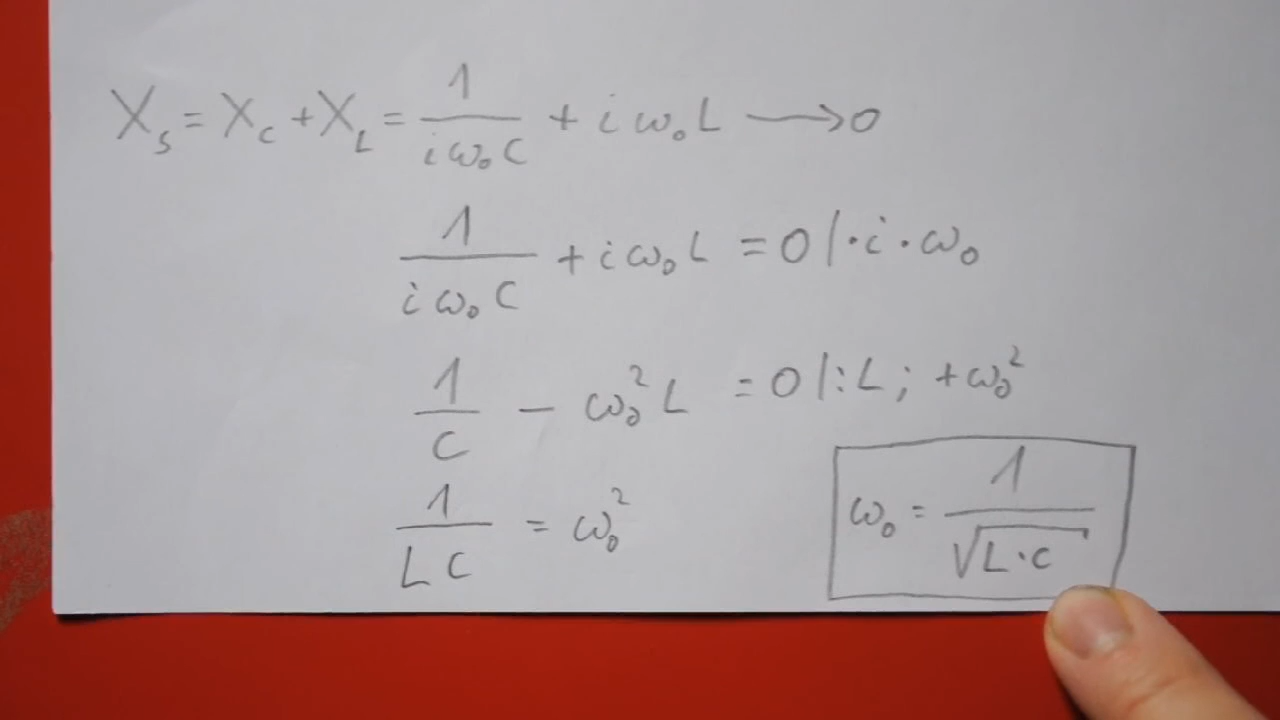 X_s = X_C + X_L = 1/(iω₀C) + iω₀L ⟶ 0
1/(iω₀C) + iω₀L = 0 |·i·ω₀
1/C − ω₀²L = 0 |:L; +ω₀²
1/(LC) = ω₀²
ω₀ = 1/√(L·C)